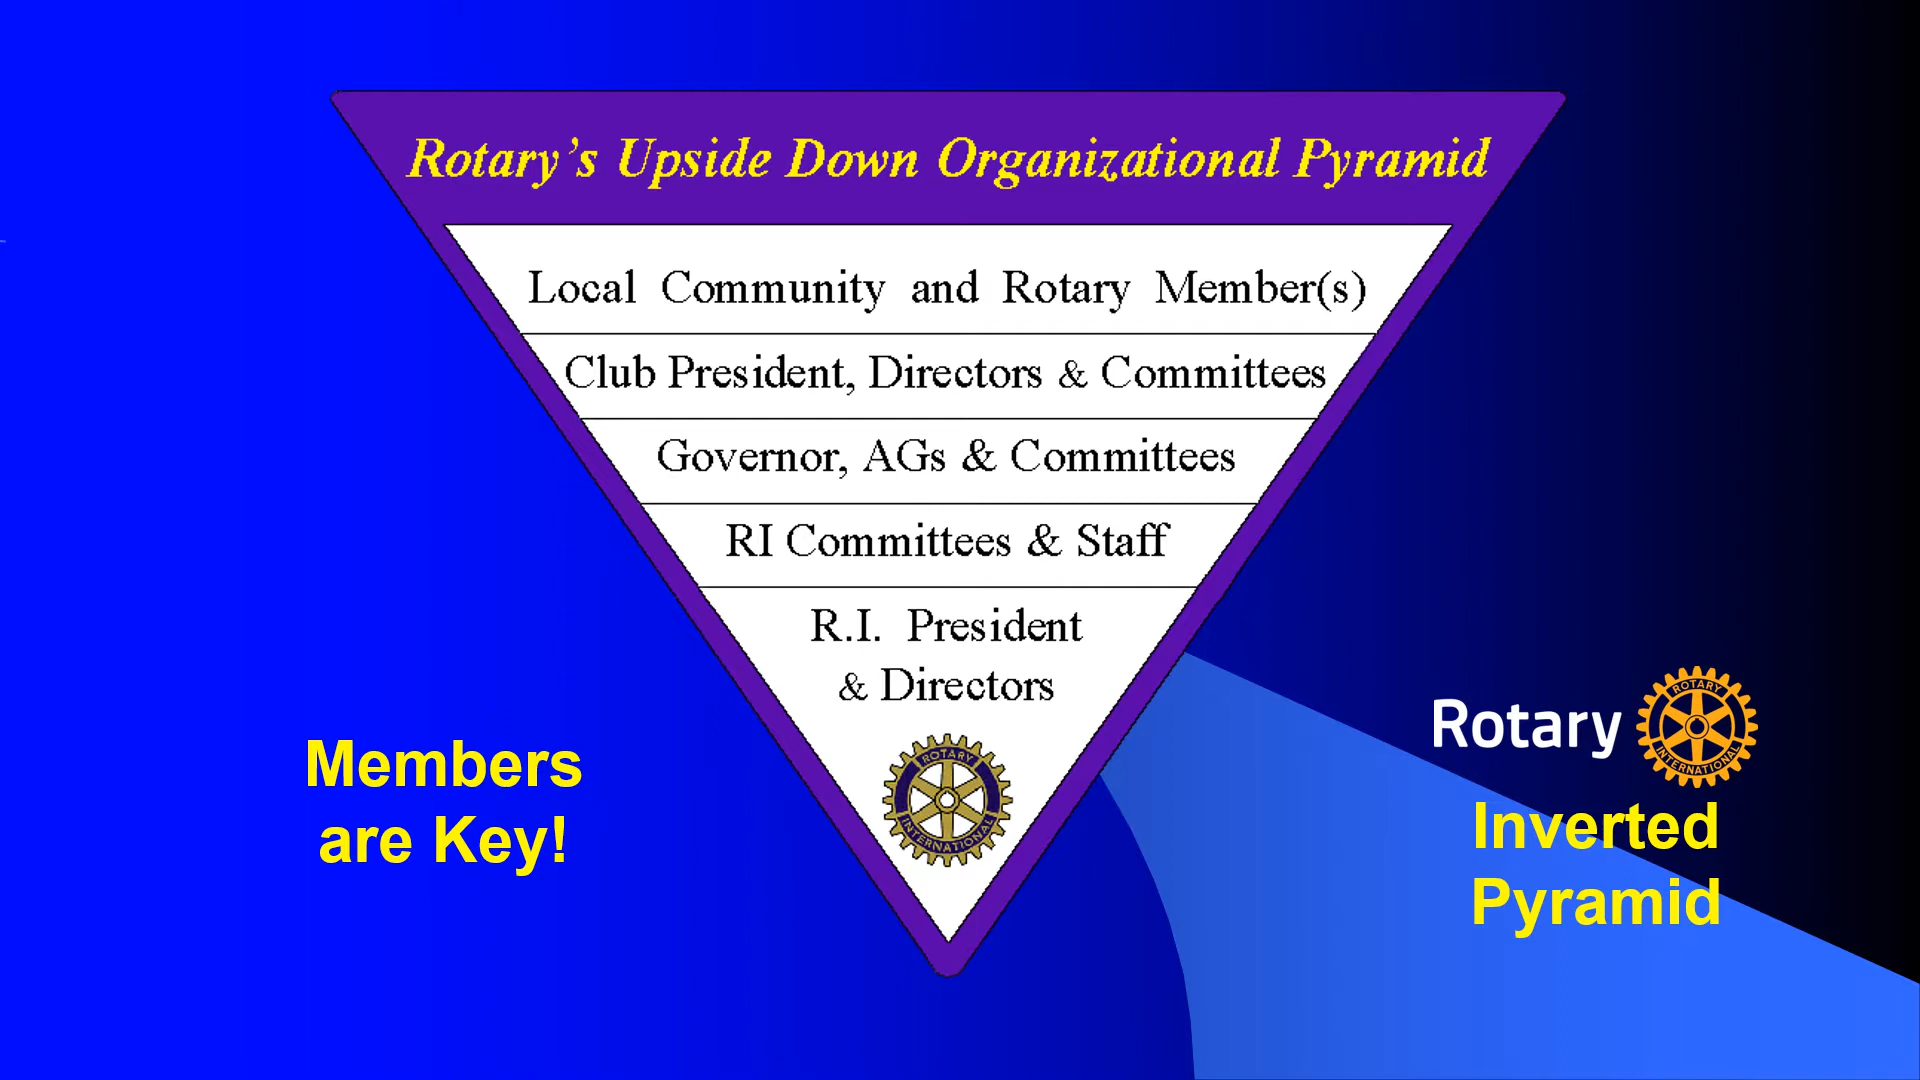 Rotary’s Upside Down Organizational Pyramid
Local Community and Rotary Member(s)
Club President, Directors & Committees
Governor, AGs & Committees
RI Committees & Staff
R.I. President
& Directors
ROTARY
INTERNATIONAL
Members
are Key!
Rotary
ROTARY
INTERNATIONAL
Inverted
Pyramid